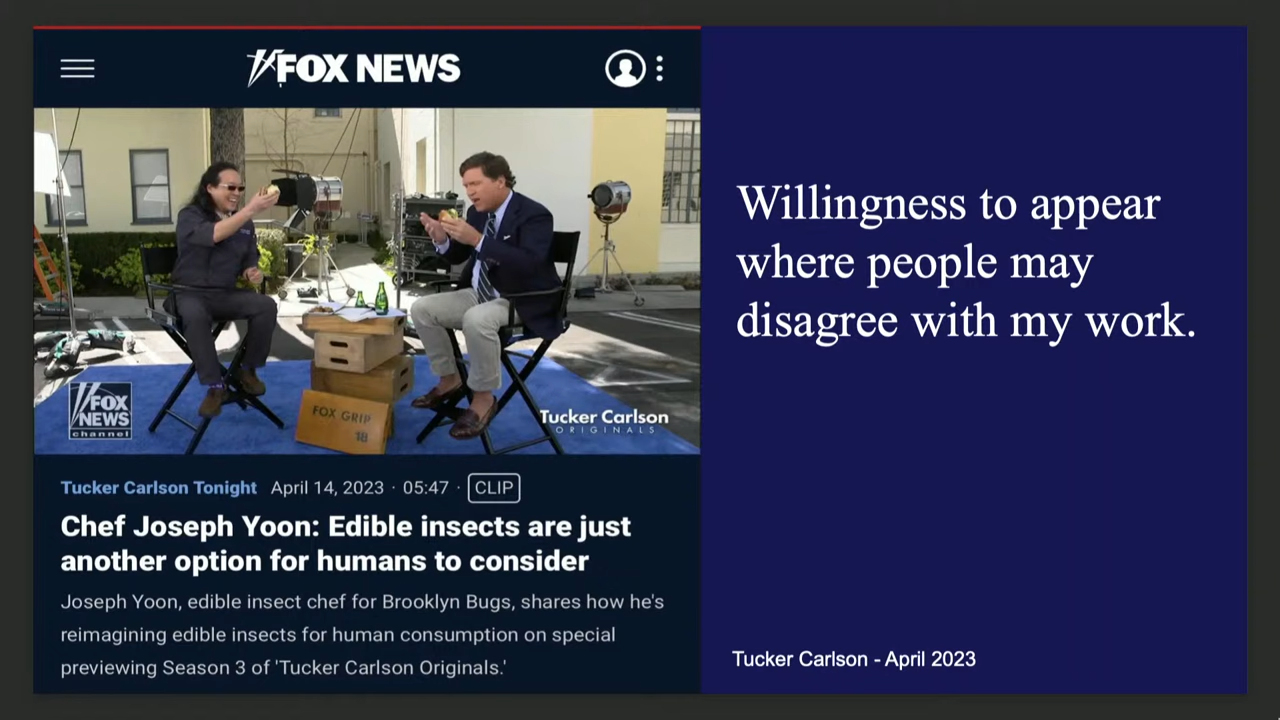 FOX NEWS
FOX
NEWS
channel
FOX GRIP
18
Tucker Carlson
ORIGINALS
Tucker Carlson Tonight April 14, 2023 · 05:47 · CLIP
Chef Joseph Yoon: Edible insects are just
another option for humans to consider
Joseph Yoon, edible insect chef for Brooklyn Bugs, shares how he's
reimagining edible insects for human consumption on special
previewing Season 3 of 'Tucker Carlson Originals.'
Willingness to appear
where people may
disagree with my work.
Tucker Carlson - April 2023